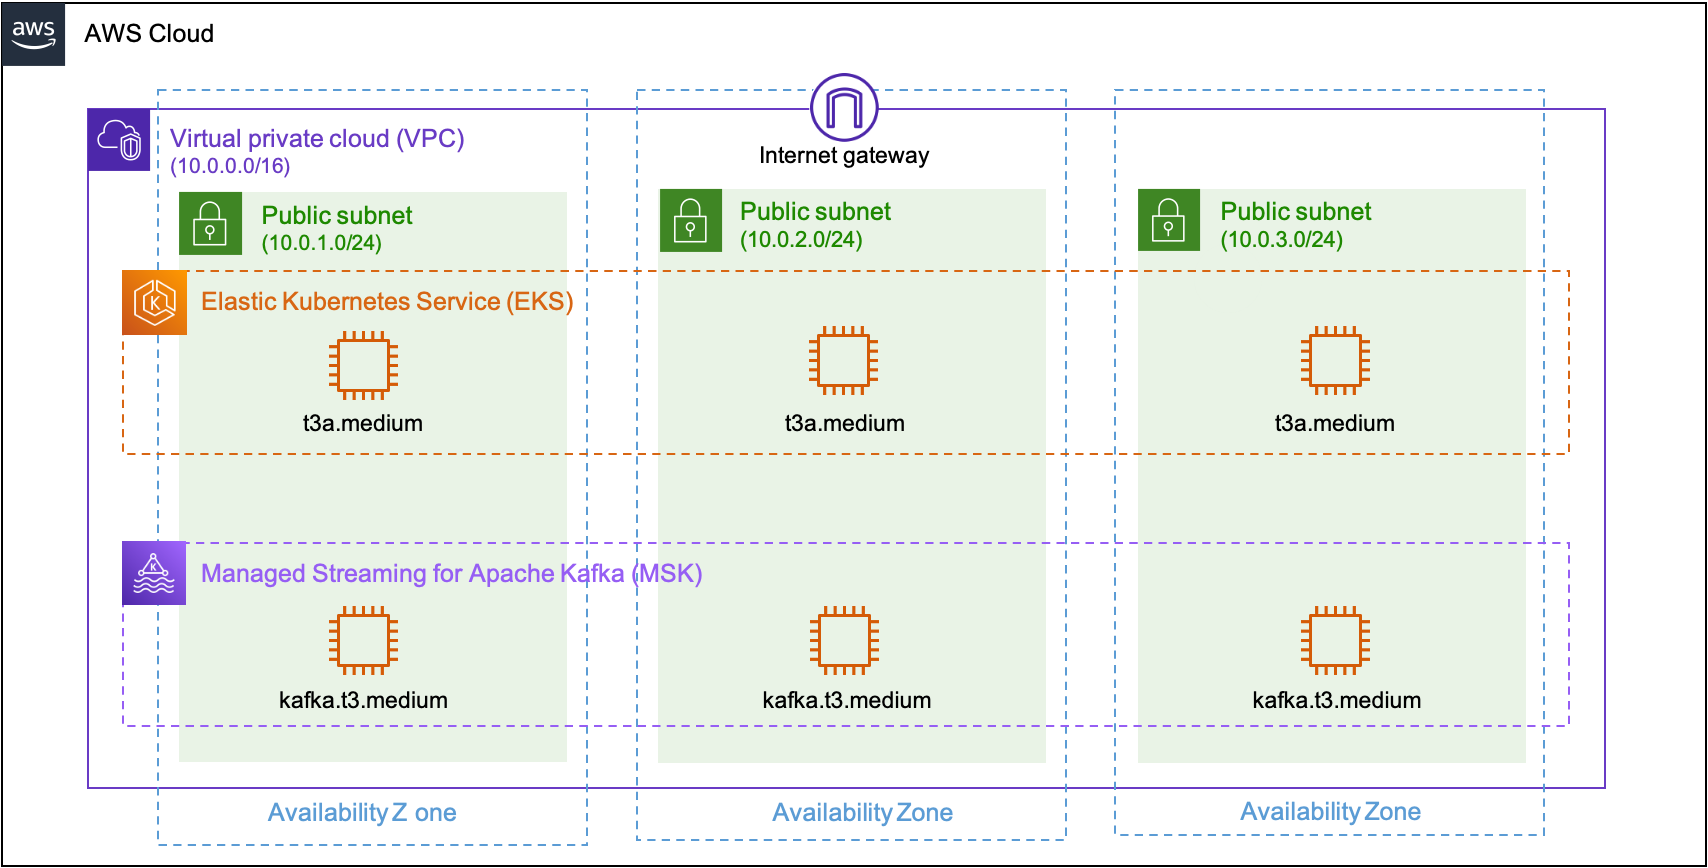 aws
AWS Cloud
Virtual private cloud (VPC)
(10.0.0.0/16)
Internet gateway
Public subnet
(10.0.1.0/24)
Public subnet
(10.0.2.0/24)
Public subnet
(10.0.3.0/24)
K
Elastic Kubernetes Service (EKS)
t3a.medium
t3a.medium
t3a.medium
K
Managed Streaming for Apache Kafka (MSK)
kafka.t3.medium
kafka.t3.medium
kafka.t3.medium
Availability Z one
Availability Zone
Availability Zone